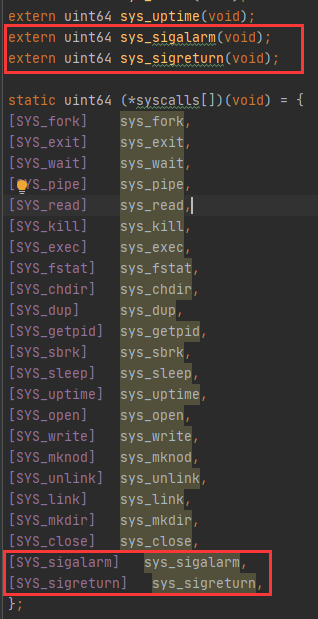 extern uint64 sys_uptime(void);
extern uint64 sys_sigalarm(void);
extern uint64 sys_sigreturn(void);
static uint64 (*syscalls[])(void) = {
[SYS_fork] sys_fork,
[SYS_exit] sys_exit,
[SYS_wait] sys_wait,
[SYS_pipe] sys_pipe,
[SYS_read] sys_read,
[SYS_kill] sys_kill,
[SYS_exec] sys_exec,
[SYS_fstat] sys_fstat,
[SYS_chdir] sys_chdir,
[SYS_dup] sys_dup,
[SYS_getpid] sys_getpid,
[SYS_sbrk] sys_sbrk,
[SYS_sleep] sys_sleep,
[SYS_uptime] sys_uptime,
[SYS_open] sys_open,
[SYS_write] sys_write,
[SYS_mknod] sys_mknod,
[SYS_unlink] sys_unlink,
[SYS_link] sys_link,
[SYS_mkdir] sys_mkdir,
[SYS_close] sys_close,
[SYS_sigalarm] sys_sigalarm,
[SYS_sigreturn] sys_sigreturn,
};